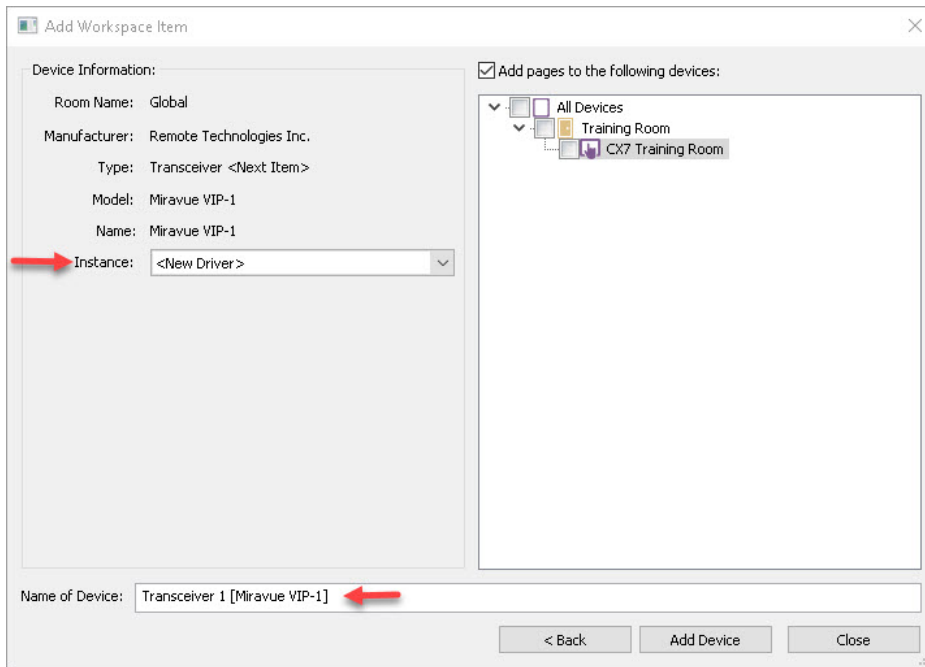 Add Workspace Item
Device Information:
Room Name: Global
Manufacturer: Remote Technologies Inc.
Type: Transceiver <Next Item>
Model: Miravue VIP-1
Name: Miravue VIP-1
Instance: <New Driver>
Add pages to the following devices:
All Devices
Training Room
CX7 Training Room
Name of Device: Transceiver 1 [Miravue VIP-1]
< Back
Add Device
Close